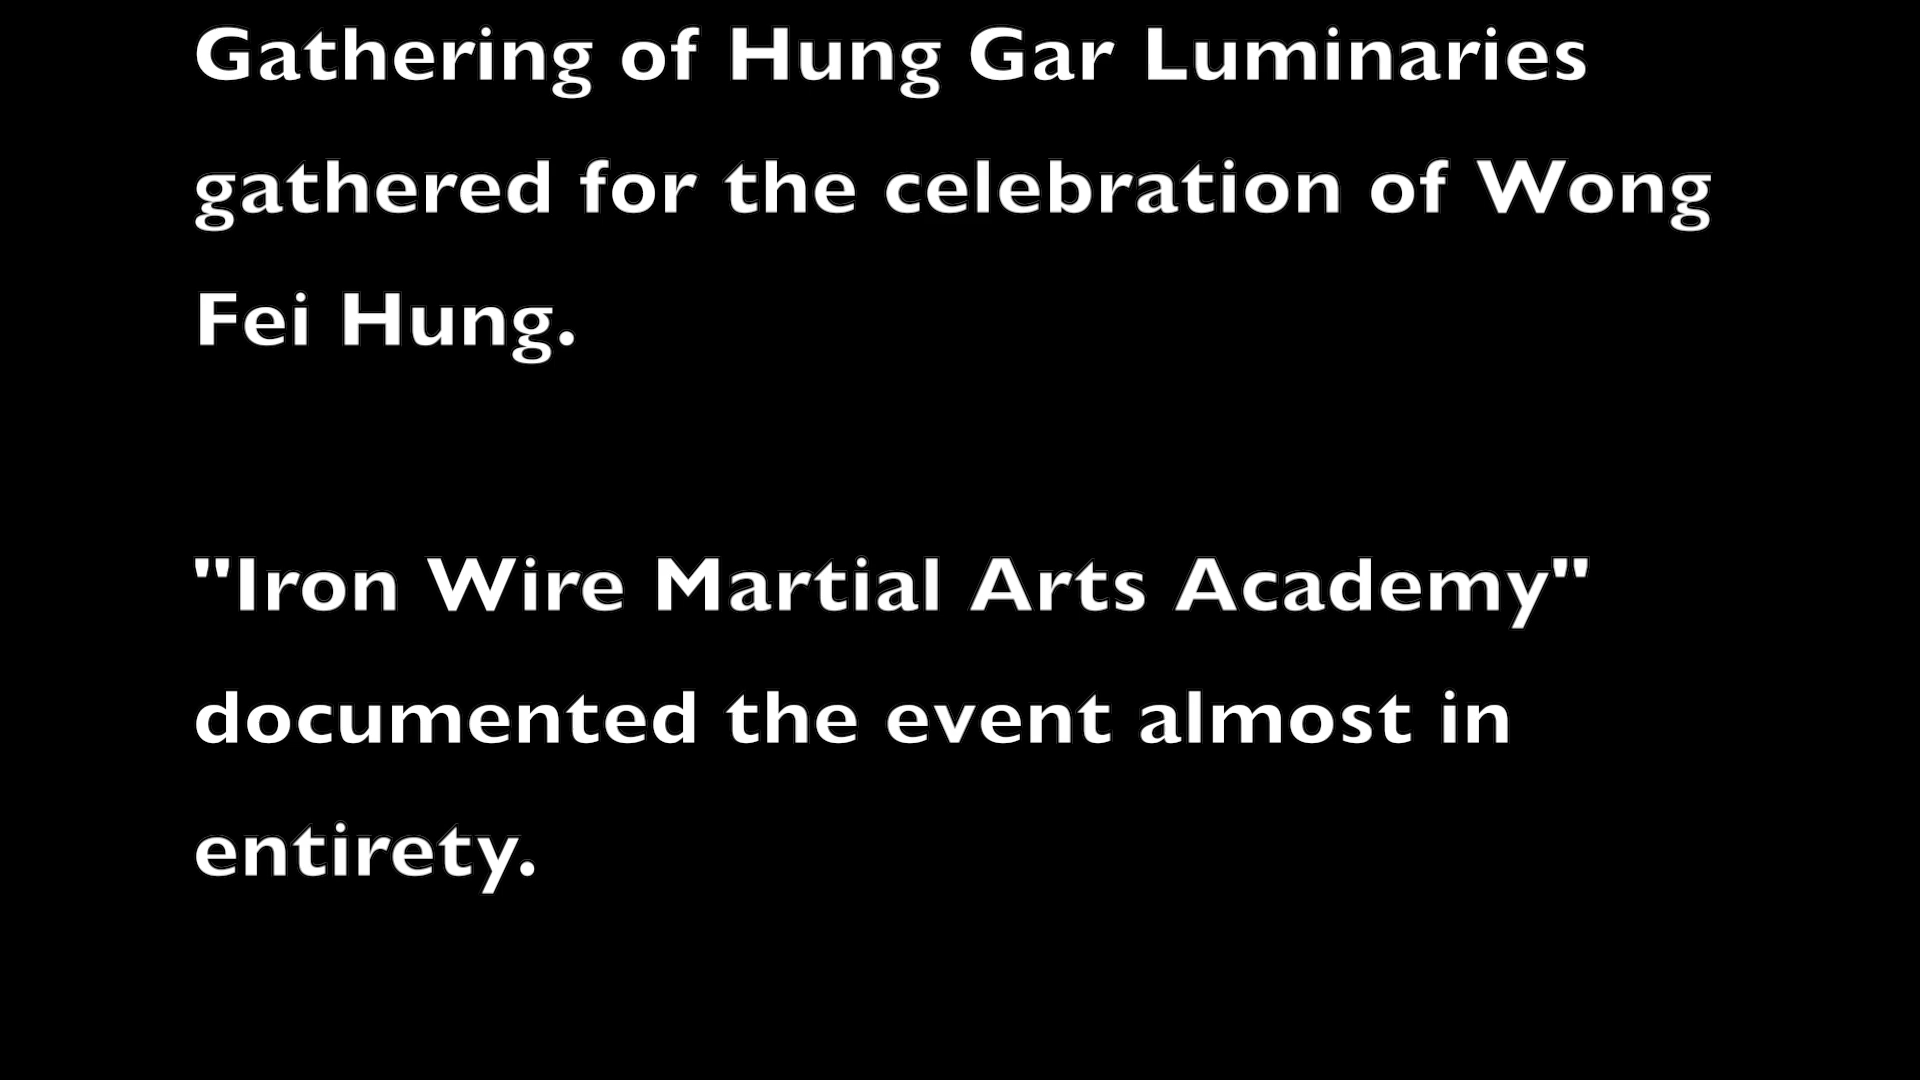 Gathering of Hung Gar Luminaries
gathered for the celebration of Wong
Fei Hung.
"Iron Wire Martial Arts Academy"
documented the event almost in
entirety.